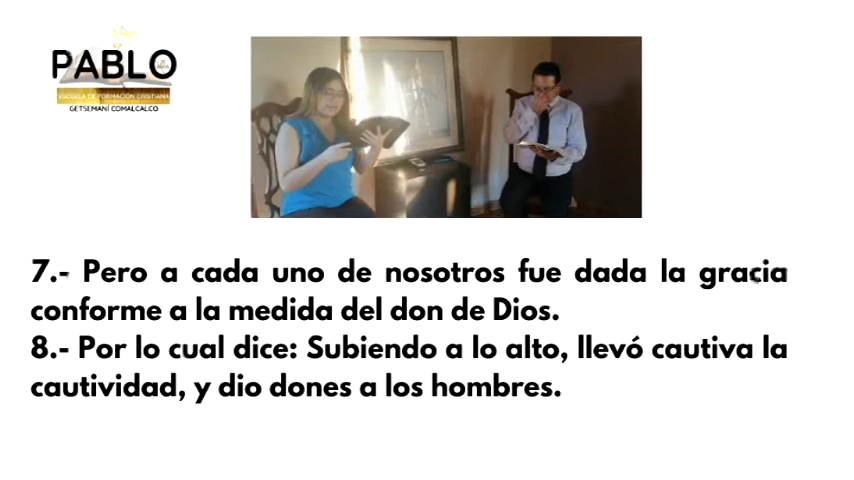 PABLO
ESCUELA DE FORMACIÓN CRISTIANA
GETSEMANÍ COMALCALCO
7.- Pero a cada uno de nosotros fue dada la gracia
conforme a la medida del don de Dios.
8.- Por lo cual dice: Subiendo a lo alto, llevó cautiva la
cautividad, y dio dones a los hombres.